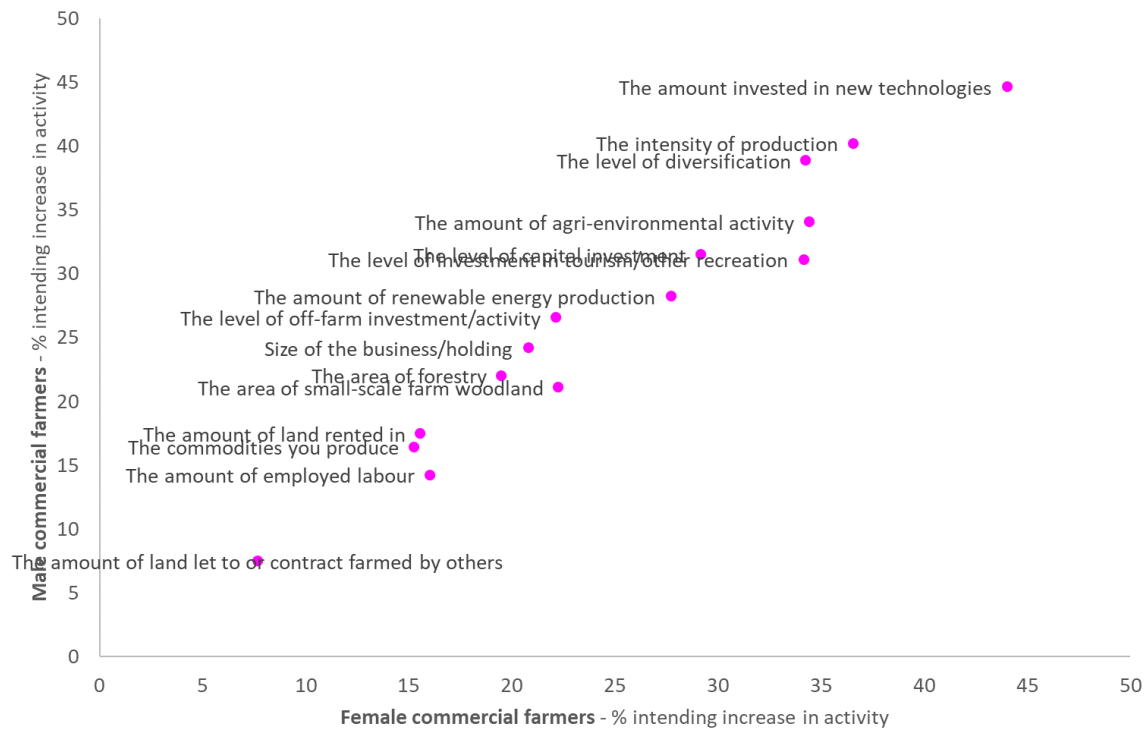 50
45
40
35
30
25
20
15
10
5
0
Male commercial farmers - % intending increase in activity
The amount invested in new technologies
The intensity of production
The level of diversification
The amount of agri-environmental activity
The level of capital investment
The level of investment in tourism/other recreation
The amount of renewable energy production
The level of off-farm investment/activity
Size of the business/holding
The area of forestry
The area of small-scale farm woodland
The amount of land rented in
The commodities you produce
The amount of employed labour
The amount of land let to or contract farmed by others
0 5 10 15 20 25 30 35 40 45 50
Female commercial farmers - % intending increase in activity